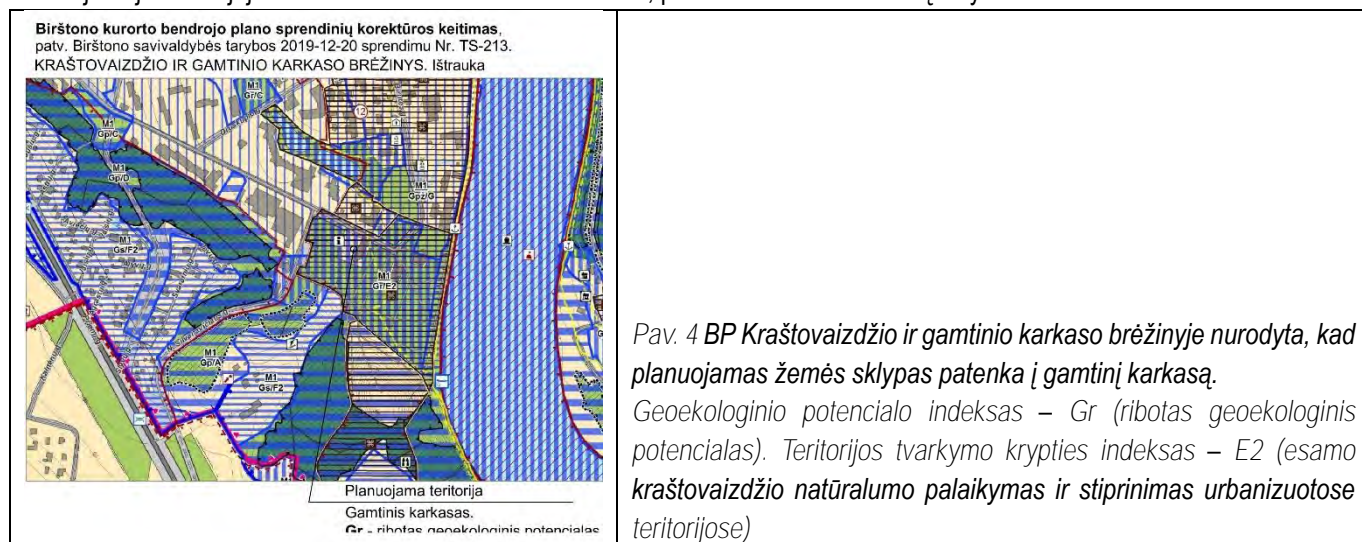 Birštono kurorto bendrojo plano sprendinių korektūros keitimas,
patv. Birštono savivaldybės tarybos 2019-12-20 sprendimu Nr. TS-213.
KRAŠTOVAIZDŽIO IR GAMTINIO KARKASO BRĖŽINYS. Ištrauka
M1
Gr/C
12
M1
Gp/C
M1
Gp/D
M1
Gpž/G
M1
Gs/F2
M1
Gr/E2
M1
Gp/A
M1
Gs/F2
Planuojama teritorija
Gamtinis karkasas.
Gr - ribotas geoekologinis potencialas
Pav. 4 BP Kraštovaizdžio ir gamtinio karkaso brėžinyje nurodyta, kad
planuojamas žemės sklypas patenka į gamtinį karkasą.
Geoekologinio potencialo indeksas – Gr (ribotas geoekologinis
potencialas). Teritorijos tvarkymo krypties indeksas – E2 (esamo
kraštovaizdžio natūralumo palaikymas ir stiprinimas urbanizuotose
teritorijose)